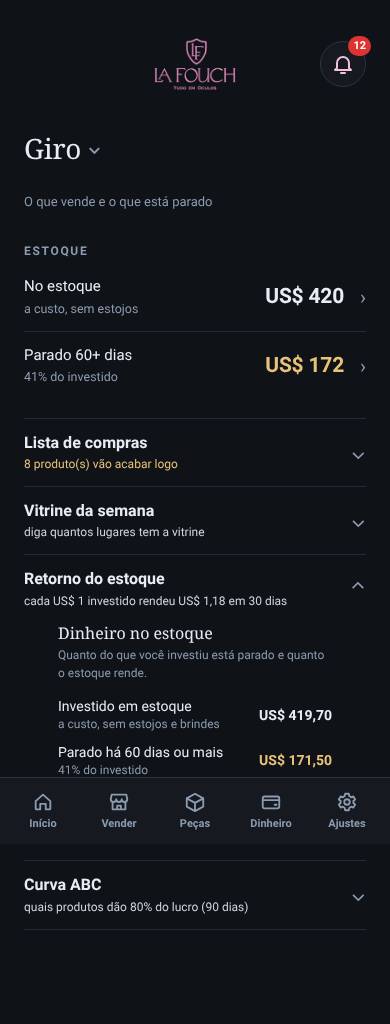 LF
LA FOUCH
Tudo em Óculos
12
Giro
O que vende e o que está parado
ESTOQUE
No estoque
a custo, sem estojos
US$ 420
Parado 60+ dias
41% do investido
US$ 172
Lista de compras
8 produto(s) vão acabar logo
Vitrine da semana
diga quantos lugares tem a vitrine
Retorno do estoque
cada US$ 1 investido rendeu US$ 1,18 em 30 dias
Dinheiro no estoque
Quanto do que você investiu está parado e quanto
o estoque rende.
Investido em estoque
a custo, sem estojos e brindes
US$ 419,70
Parado há 60 dias ou mais
41% do investido
US$ 171,50
Início
Vender
Peças
Dinheiro
Ajustes
Curva ABC
quais produtos dão 80% do lucro (90 dias)